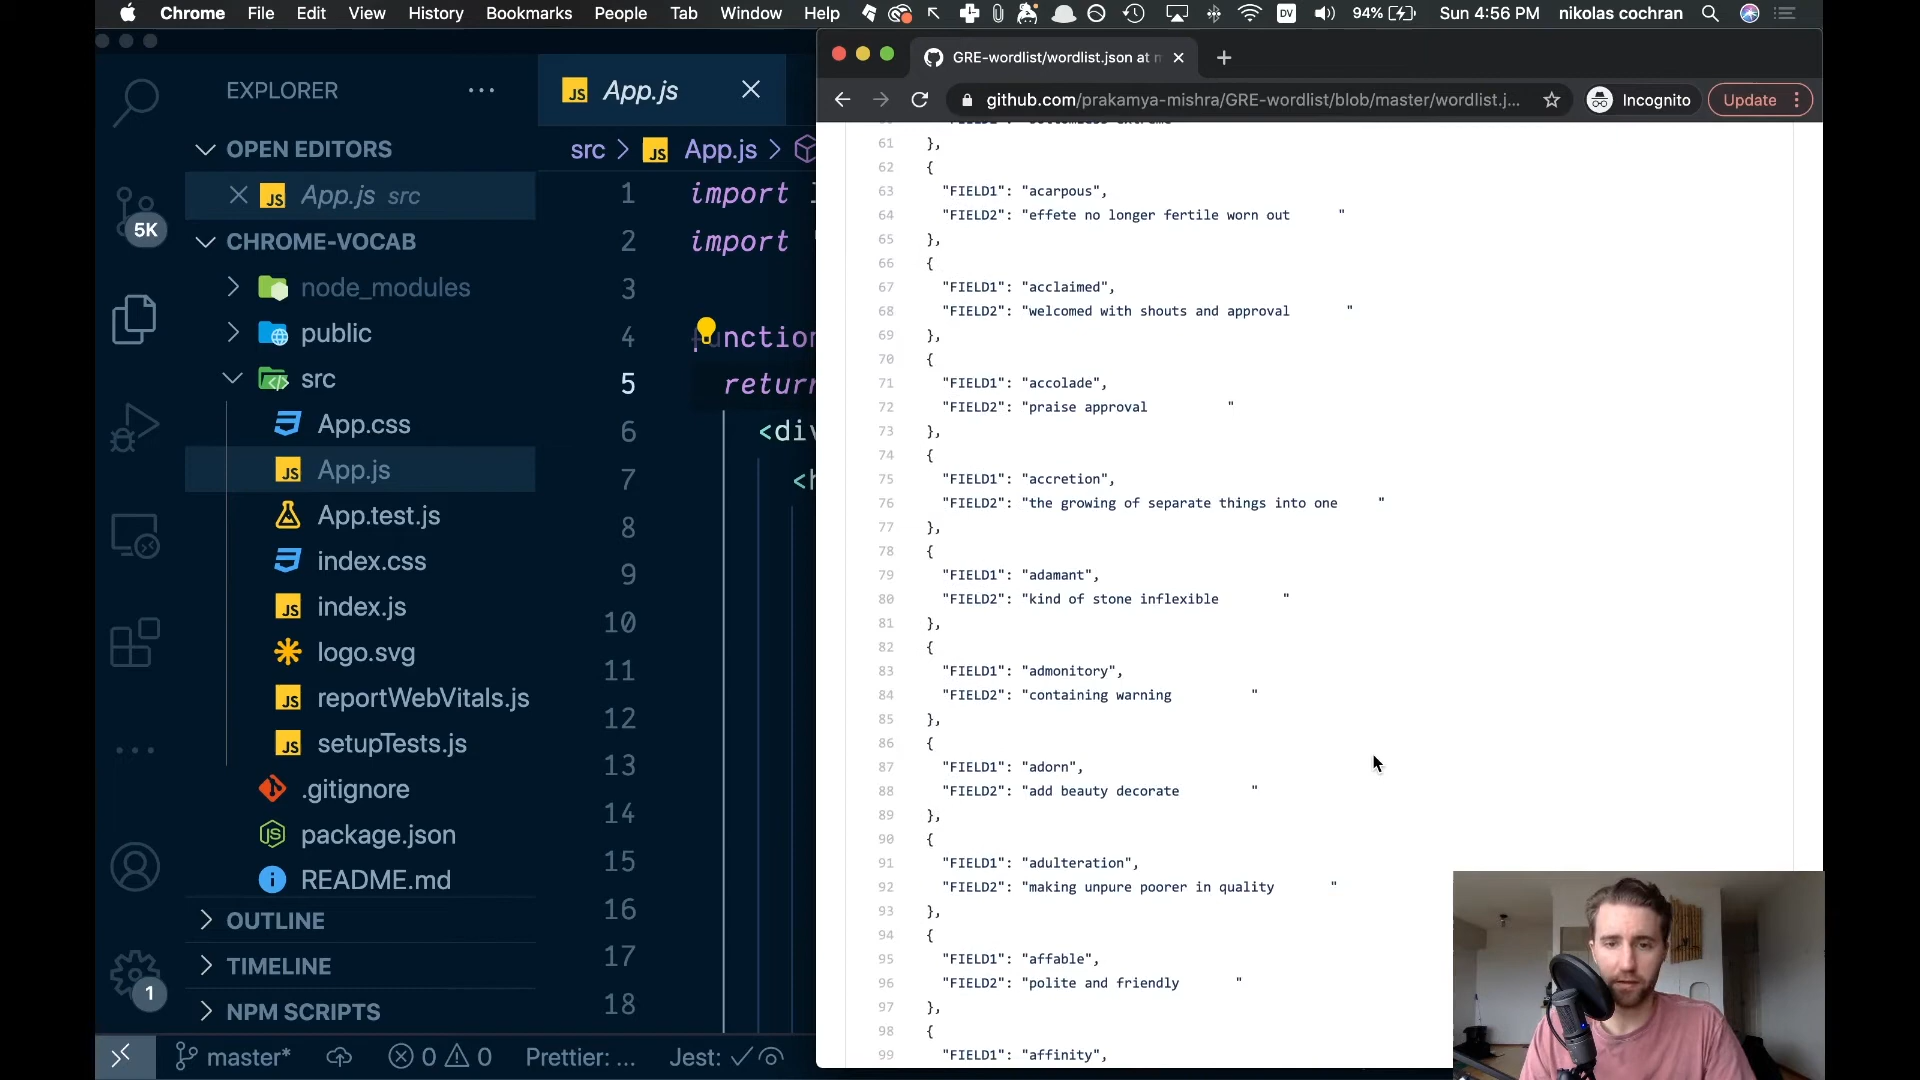 Chrome File Edit View History Bookmarks People Tab Window Help DV 94% Sun 4:56 PM nikolas cochran
EXPLORER ...
OPEN EDITORS
App.js src
5K
CHROME-VOCAB
node_modules
public
src
App.css
App.js
App.test.js
index.css
index.js
logo.svg
reportWebVitals.js
setupTests.js
.gitignore
package.json
README.md
OUTLINE
TIMELINE
1
NPM SCRIPTS
master* 0 0 Prettier: ... Jest:
App.js
src > App.js >
1 import
2 import
3
4
5
6 <div
7
8
9
10
11
12
13
14
15
16
17
18
GRE-wordlist/wordlist.json at
github.com/prakamya-mishra/GRE-wordlist/blob/master/wordlist.j... Incognito Update
61 },
62 {
63 "FIELD1": "acarpous",
64 "FIELD2": "effete no longer fertile worn out "
65 },
66 {
67 "FIELD1": "acclaimed",
68 "FIELD2": "welcomed with shouts and approval "
69 },
70 {
71 "FIELD1": "accolade",
72 "FIELD2": "praise approval "
73 },
74 {
75 "FIELD1": "accretion",
76 "FIELD2": "the growing of separate things into one "
77 },
78 {
79 "FIELD1": "adamant",
80 "FIELD2": "kind of stone inflexible "
81 },
82 {
83 "FIELD1": "admonitory",
84 "FIELD2": "containing warning "
85 },
86 {
87 "FIELD1": "adorn",
88 "FIELD2": "add beauty decorate "
89 },
90 {
91 "FIELD1": "adulteration",
92 "FIELD2": "making unpure poorer in quality "
93 },
94 {
95 "FIELD1": "affable",
96 "FIELD2": "polite and friendly "
97 },
98 {
99 "FIELD1": "affinity",